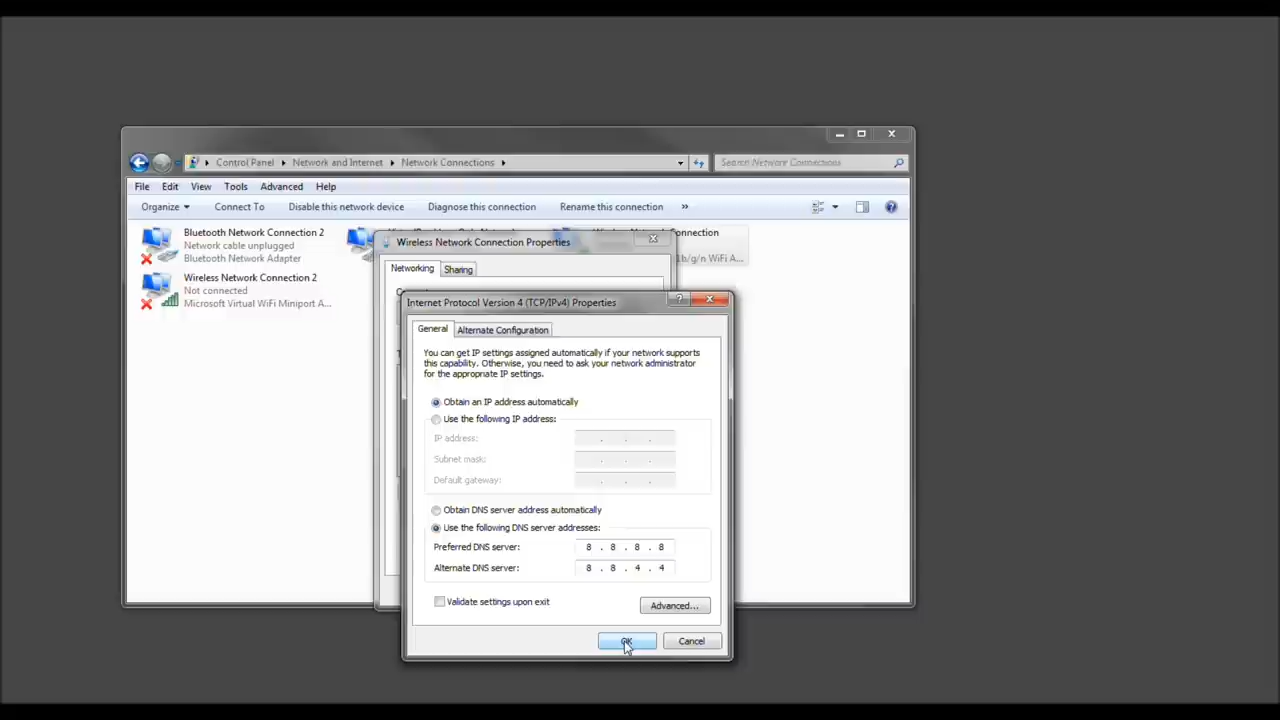 Control Panel
Network and Internet
Network Connections
Search Network Connections
File Edit View Tools Advanced Help
Organize
Connect To
Disable this network device
Diagnose this connection
Rename this connection
»
Bluetooth Network Connection 2
Network cable unplugged
Bluetooth Network Adapter
Wireless Network Connection 2
Not connected
Microsoft Virtual WiFi Miniport A...
Connection
1b/g/n WiFi A...
Wireless Network Connection Properties
Networking Sharing
Internet Protocol Version 4 (TCP/IPv4) Properties
General Alternate Configuration
You can get IP settings assigned automatically if your network supports
this capability. Otherwise, you need to ask your network administrator
for the appropriate IP settings.
Obtain an IP address automatically
Use the following IP address:
IP address: . . .
Subnet mask: . . .
Default gateway: . . .
Obtain DNS server address automatically
Use the following DNS server addresses:
Preferred DNS server: 8 . 8 . 8 . 8
Alternate DNS server: 8 . 8 . 4 . 4
Validate settings upon exit
Advanced...
OK Cancel